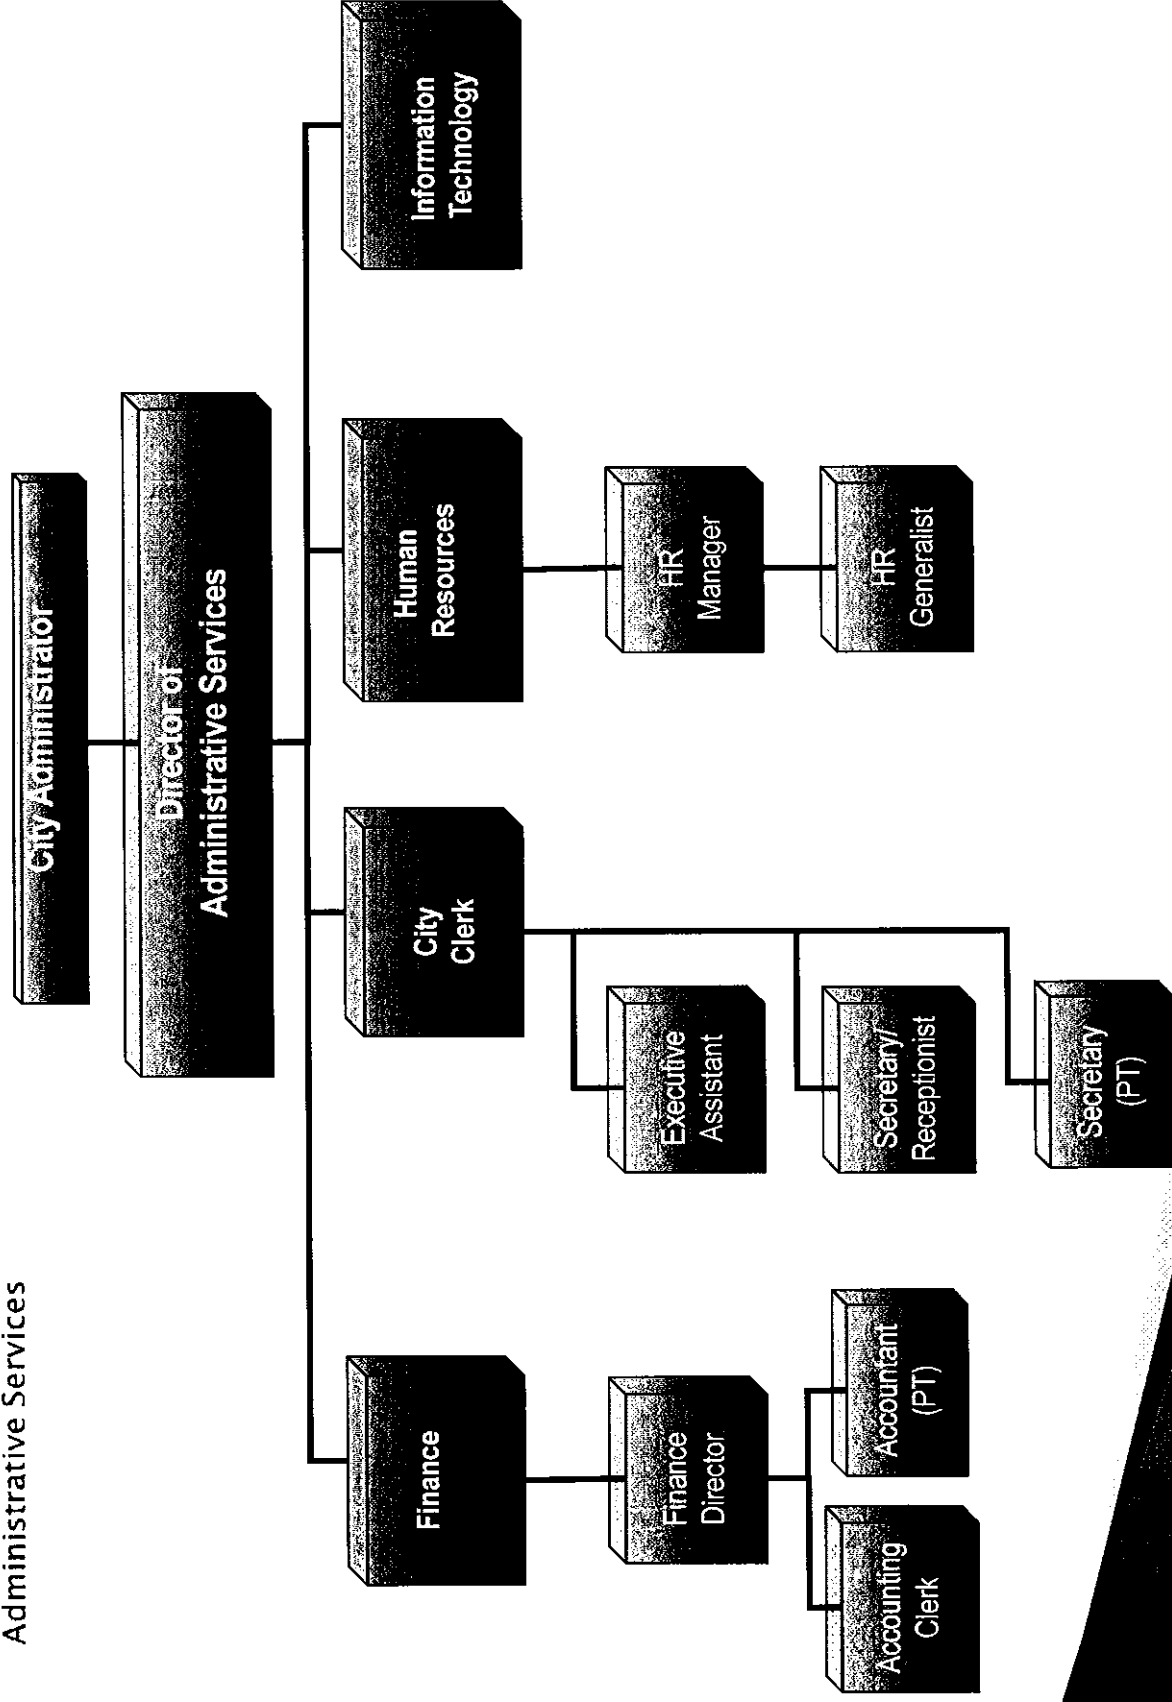 Administrative Services
City Administrator
Director of
Administrative Services
Finance
City
Clerk
Human
Resources
Information
Technology
Finance
Director
Accounting
Clerk
Accountant
(PT)
Executive
Assistant
Secretary/
Receptionist
Secretary
(PT)
HR
Manager
HR
Generalist